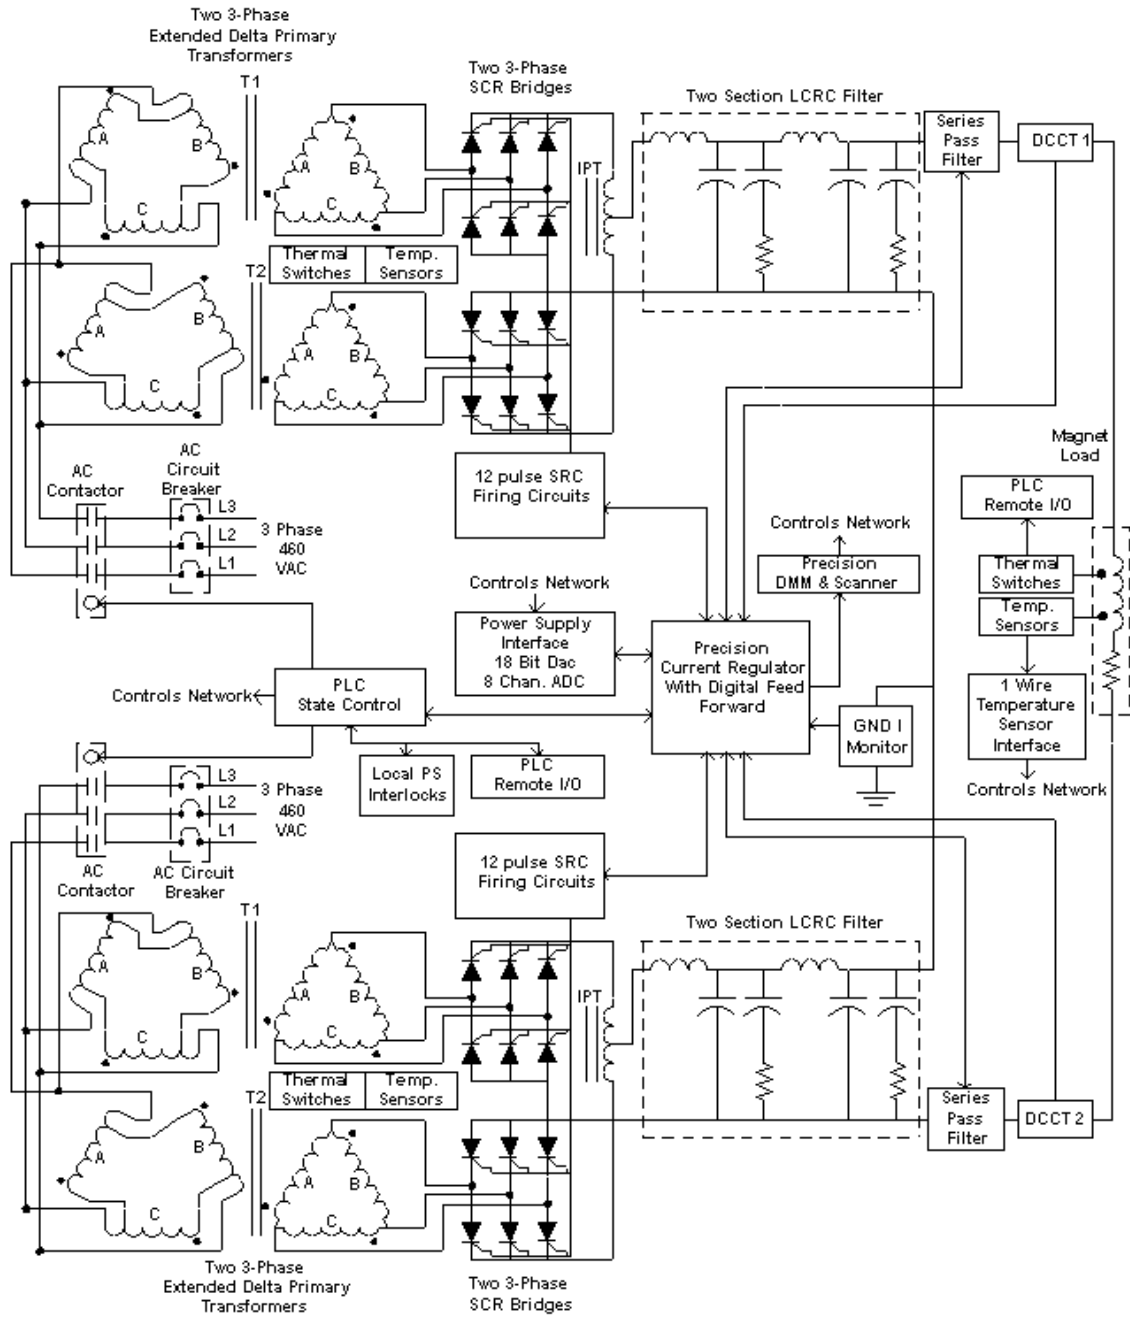 Two 3-Phase
Extended Delta Primary
Transformers
T1
A
B
C
A
B
C
Two 3-Phase
SCR Bridges
IPT
Two Section LCRC Filter
Series
Pass
Filter
DCCT 1
Thermal
Switches
Temp.
Sensors
T2
A
B
C
A
B
C
AC
Contactor
AC
Circuit
Breaker
L3
L2
L1
3 Phase
460
VAC
12 pulse SRC
Firing Circuits
Magnet
Load
PLC
Remote I/O
Thermal
Switches
Temp.
Sensors
1 Wire
Temperature
Sensor
Interface
Controls Network
Controls Network
Precision
DMM & Scanner
Controls Network
Power Supply
Interface
18 Bit Dac
8 Chan. ADC
Precision
Current Regulator
With Digital Feed
Forward
GND I
Monitor
Controls Network
PLC
State Control
Local PS
Interlocks
PLC
Remote I/O
L3
L2
L1
3 Phase
460
VAC
AC
Contactor
AC Circuit
Breaker
12 pulse SRC
Firing Circuits
T1
A
B
C
A
B
C
IPT
Two Section LCRC Filter
Thermal
Switches
Temp.
Sensors
T2
A
B
C
A
B
C
Series
Pass
Filter
DCCT 2
Two 3-Phase
Extended Delta Primary
Transformers
Two 3-Phase
SCR Bridges